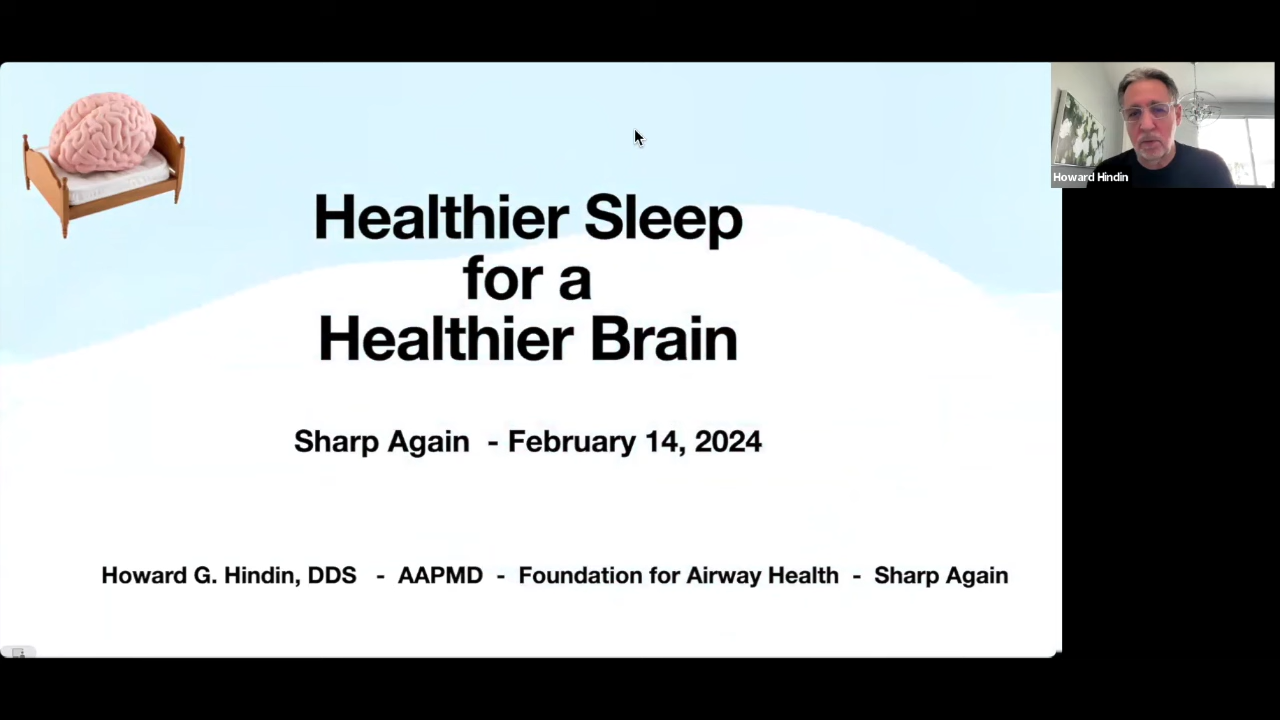 Healthier Sleep
for a
Healthier Brain
Sharp Again - February 14, 2024
Howard G. Hindin, DDS - AAPMD - Foundation for Airway Health - Sharp Again
Howard Hindin